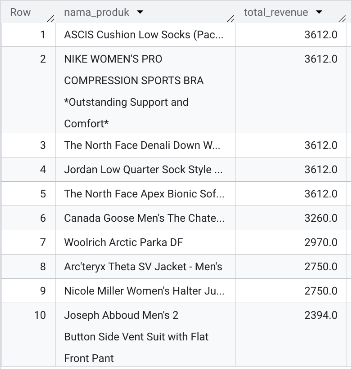 Row nama_produk total_revenue
1 ASCIS Cushion Low Socks (Pac... 3612.0
2 NIKE WOMEN'S PRO 3612.0
COMPRESSION SPORTS BRA
*Outstanding Support and
Comfort*
3 The North Face Denali Down W... 3612.0
4 Jordan Low Quarter Sock Style ... 3612.0
5 The North Face Apex Bionic Sof... 3612.0
6 Canada Goose Men's The Chate... 3260.0
7 Woolrich Arctic Parka DF 2970.0
8 Arc'teryx Theta SV Jacket - Men's 2750.0
9 Nicole Miller Women's Halter Ju... 2750.0
10 Joseph Abboud Men's 2 2394.0
Button Side Vent Suit with Flat
Front Pant